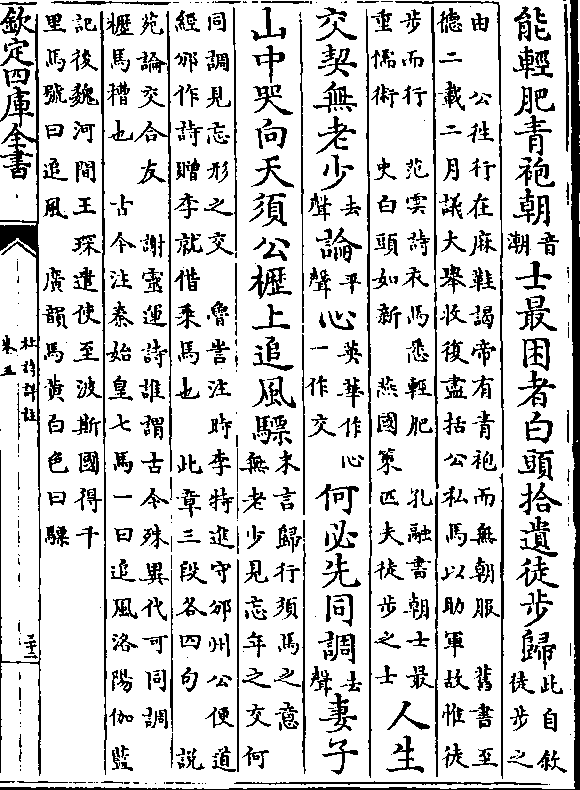 能輕肥青袍朝音潮士最困者白頭拾遺徒步歸此自敘徒步之
由　公徃行在麻鞋謁帝有青袍而無朝服　舊書至
德二載二月議大舉收復盡括公私馬以助軍故惟徒
步而行　范雲詩衣馬悉輕肥　孔融書朝士最
重儒術　史白頭如新　燕國策匹夫徒步之士人生
交契無老少去聲論平聲心英華作心一作交何必先同調去聲妻子
山中哭向天須公櫪上追風驃末言歸行須馬之意無老少見忘年之交何
同調見忘形之交　魯訔注時李特進守邠州公便道
經邠作詩贈李就借乘馬也　此章三段各四句　說
苑論交合友　謝靈運詩誰謂古今殊異代可同調
櫪馬糟也　古今注秦始皇七馬一曰追風洛陽伽藍
記後魏河間王琛遣使至波斯國得千
里馬號曰追風　廣韻馬黃白色曰驃
欽定四庫全書
杜詩詳註
卷五
二十二